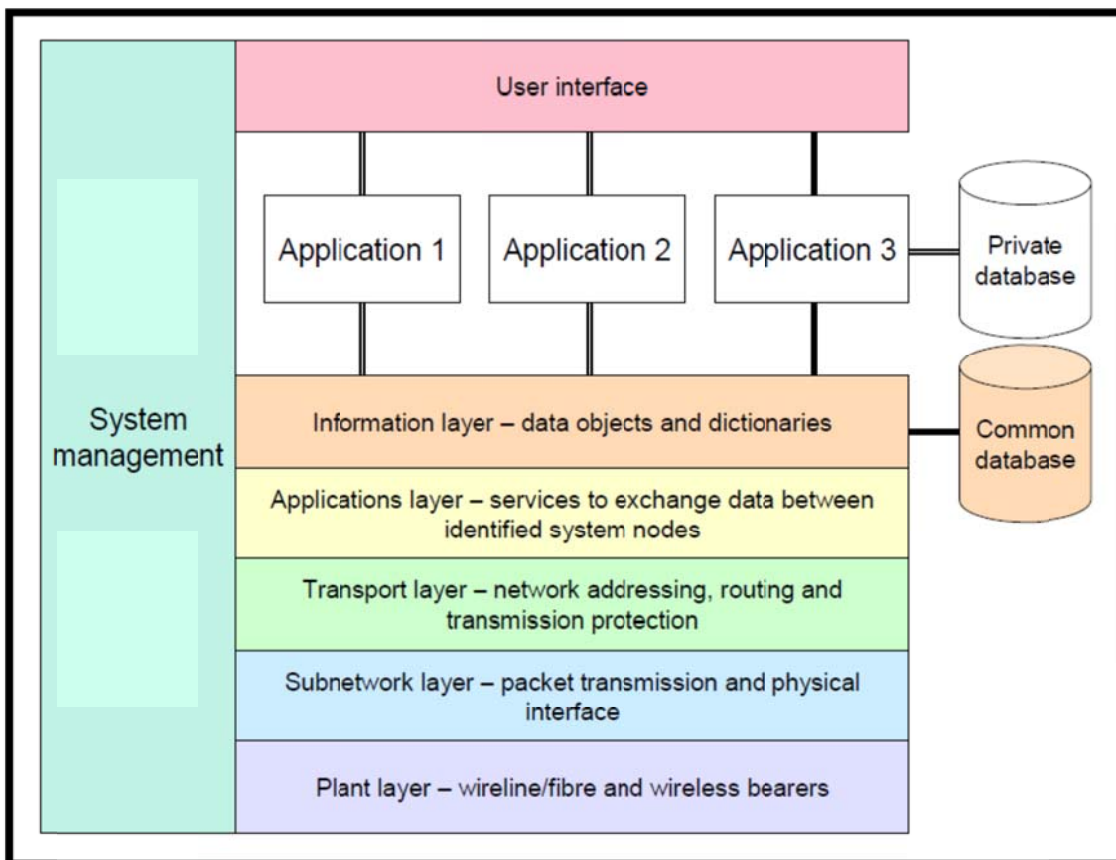 User interface
Application 1
Application 2
Application 3
Private
database
System
management
Information layer – data objects and dictionaries
Common
database
Applications layer – services to exchange data between
identified system nodes
Transport layer – network addressing, routing and
transmission protection
Subnetwork layer – packet transmission and physical
interface
Plant layer – wireline/fibre and wireless bearers